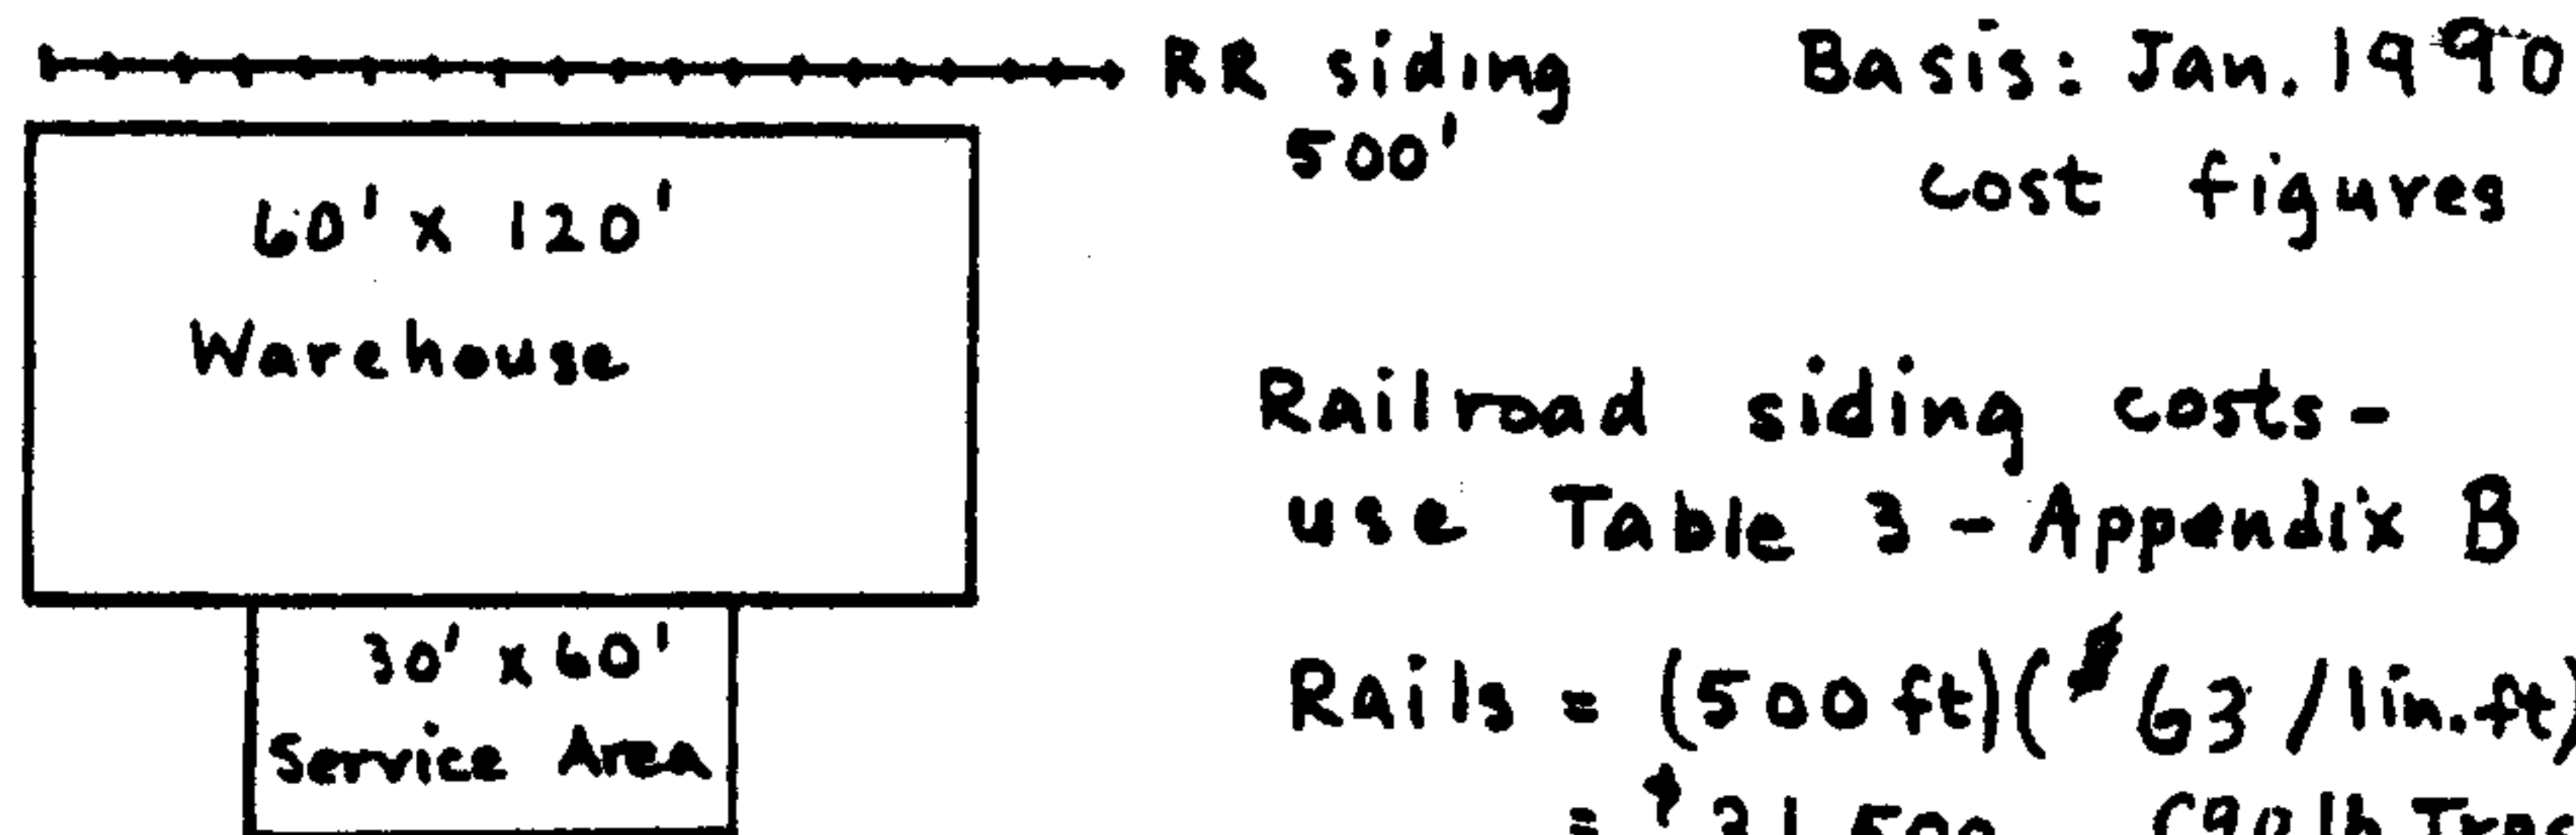 RR siding
500'
Basis: Jan. 1990
cost figures
60' x 120'
Warehouse
Railroad siding costs -
use Table 3 - Appendix B
30' x 60'
Service Area
Rails = (500 ft)($63/lin.ft)
= $31,500